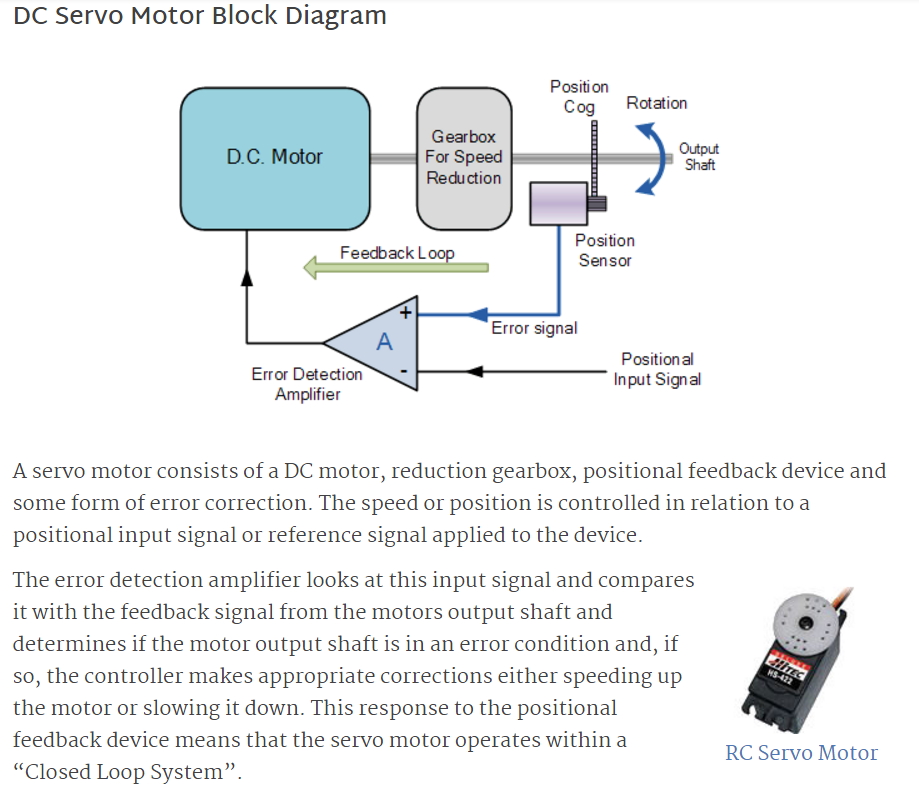 DC Servo Motor Block Diagram
Position
Cog
Rotation
Gearbox
For Speed
Reduction
D.C. Motor
Output
Shaft
Position
Sensor
Feedback Loop
+
Error signal
A
-
Error Detection
Amplifier
Positional
Input Signal
A servo motor consists of a DC motor, reduction gearbox, positional feedback device and
some form of error correction. The speed or position is controlled in relation to a
positional input signal or reference signal applied to the device.
The error detection amplifier looks at this input signal and compares
it with the feedback signal from the motors output shaft and
determines if the motor output shaft is in an error condition and, if
so, the controller makes appropriate corrections either speeding up
the motor or slowing it down. This response to the positional
feedback device means that the servo motor operates within a
“Closed Loop System”.
HITEC
HS-422
RC Servo Motor